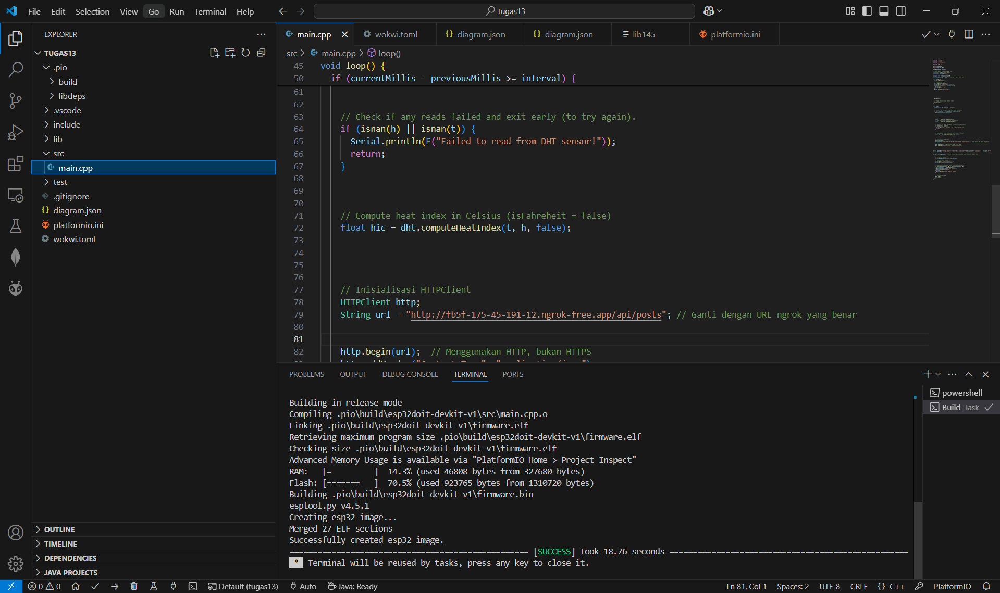 File Edit Selection View Go Run Terminal Help
tugas13
EXPLORER
TUGAS13
.pio
build
libdeps
.vscode
include
lib
src
main.cpp
test
.gitignore
diagram.json
platformio.ini
wokwi.toml
OUTLINE
TIMELINE
DEPENDENCIES
JAVA PROJECTS
main.cpp wokwi.toml diagram.json diagram.json lib145 platformio.ini
src > main.cpp > loop()
45 void loop() {
50 if (currentMillis - previousMillis >= interval) {
61
62
63 // Check if any reads failed and exit early (to try again).
64 if (isnan(h) || isnan(t)) {
65 Serial.println(F("Failed to read from DHT sensor!"));
66 return;
67 }
68
69
70
71 // Compute heat index in Celsius (isFahreheit = false)
72 float hic = dht.computeHeatIndex(t, h, false);
73
74
75
76
77 // Inisialisasi HTTPClient
78 HTTPClient http;
79 String url = "http://fb5f-175-45-191-12.ngrok-free.app/api/posts"; // Ganti dengan URL ngrok yang benar
80
81
82 http.begin(url); // Menggunakan HTTP, bukan HTTPS
PROBLEMS OUTPUT DEBUG CONSOLE TERMINAL PORTS
powershell
Build Task
Building in release mode
Compiling .pio\build\esp32doit-devkit-v1\src\main.cpp.o
Linking .pio\build\esp32doit-devkit-v1\firmware.elf
Retrieving maximum program size .pio\build\esp32doit-devkit-v1\firmware.elf
Checking size .pio\build\esp32doit-devkit-v1\firmware.elf
Advanced Memory Usage is available via "PlatformIO Home > Project Inspect"
RAM: [= ] 14.3% (used 46808 bytes from 327680 bytes)
Flash: [======= ] 70.5% (used 923765 bytes from 1310720 bytes)
Building .pio\build\esp32doit-devkit-v1\firmware.bin
esptool.py v4.5.1
Creating esp32 image...
Merged 27 ELF sections
Successfully created esp32 image.
=================================================== [SUCCESS] Took 18.76 seconds ===================================================
* Terminal will be reused by tasks, press any key to close it.
0 0 Default (tugas13) Auto Java: Ready Ln 81, Col 1 Spaces: 2 UTF-8 CRLF {} C++ PlatformIO